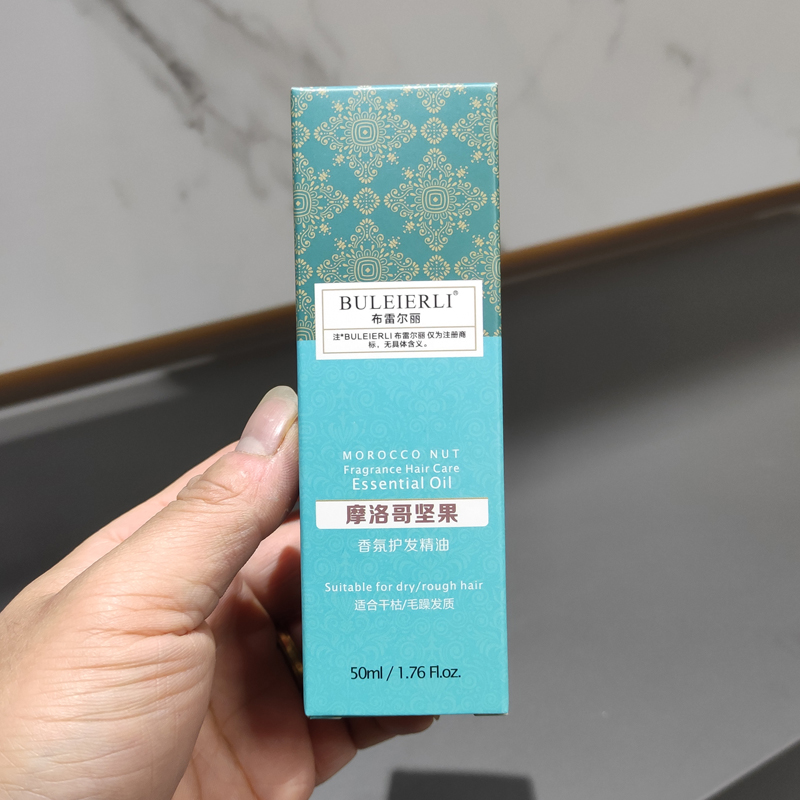 BULEIERLI®
布雷尔丽
注*BULEIERLI 布雷尔丽 仅为注册商
标，无具体含义。
MOROCCO NUT
Fragrance Hair Care
Essential Oil
摩洛哥坚果
香氛护发精油
Suitable for dry/rough hair
适合干枯/毛躁发质
50ml / 1.76 Fl.oz.